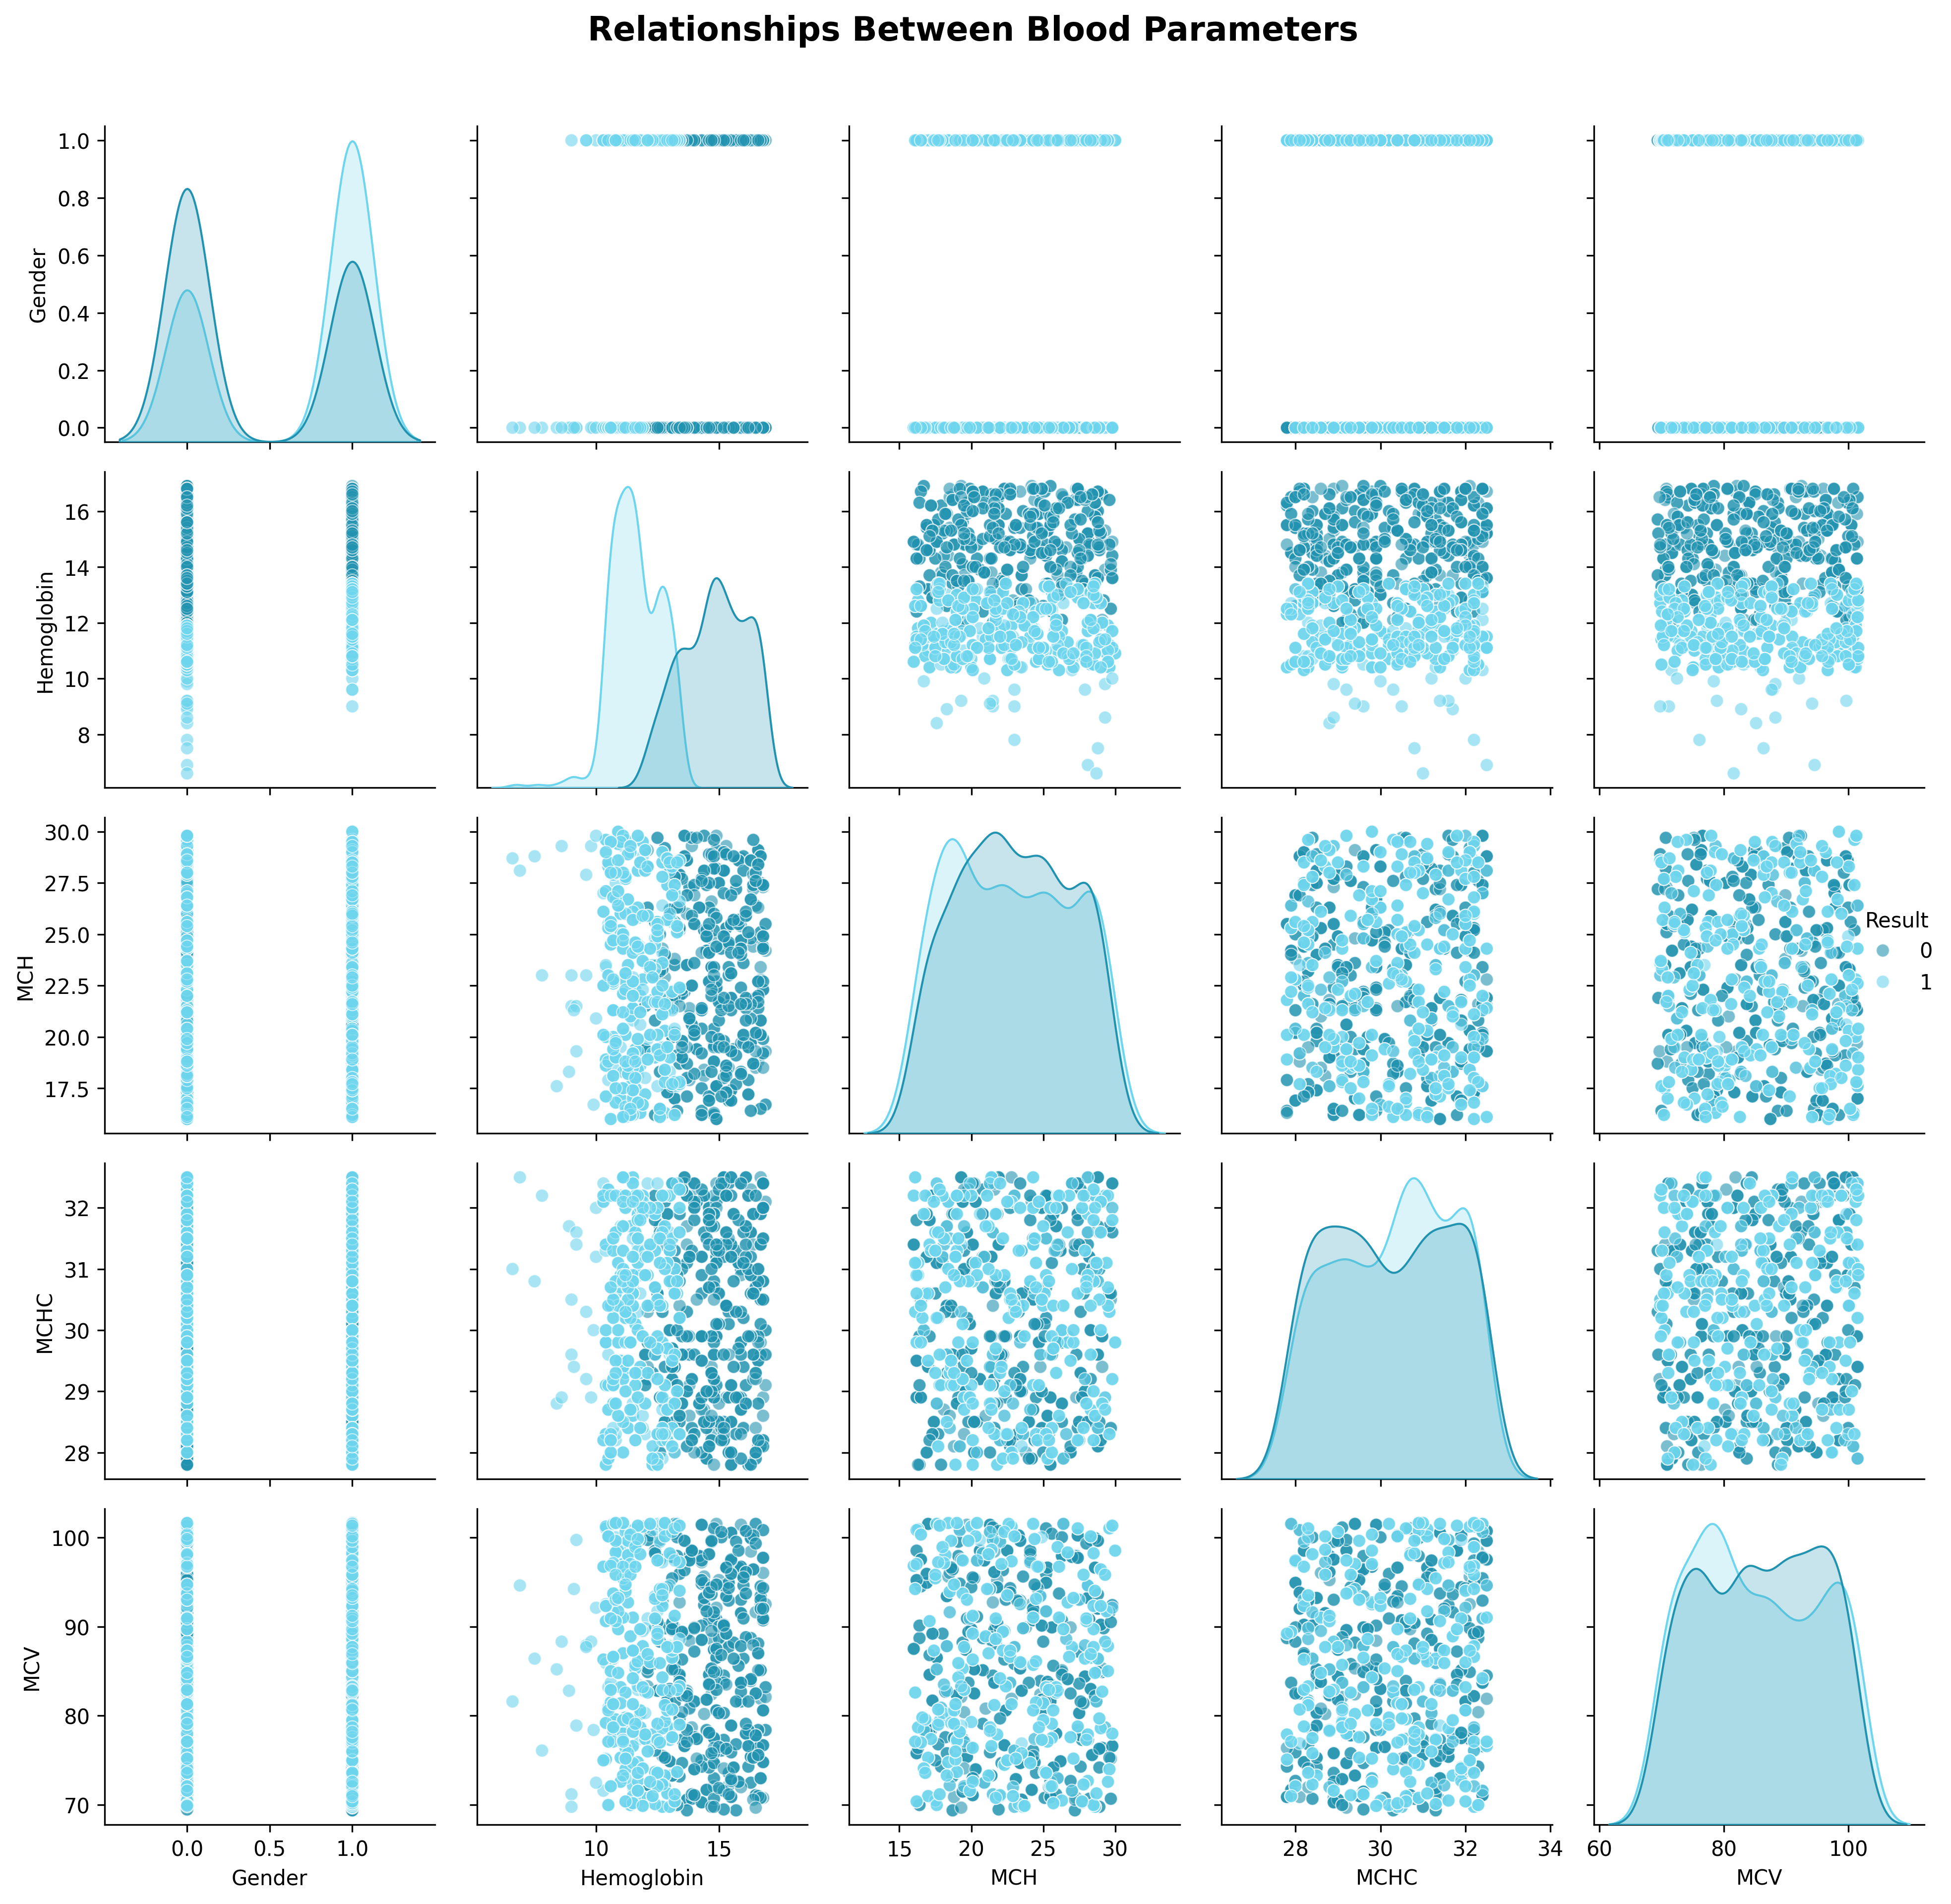 Relationships Between Blood Parameters
1.0
0.8
0.6
0.4
0.2
0.0
Gender
16
14
12
10
8
Hemoglobin
30.0
27.5
25.0
22.5
20.0
17.5
MCH
Result
0
1
32
31
30
29
28
MCHC
100
90
80
70
MCV
0.0 0.5 1.0
Gender
10 15
Hemoglobin
15 20 25 30
MCH
28 30 32 34
MCHC
60 80 100
MCV